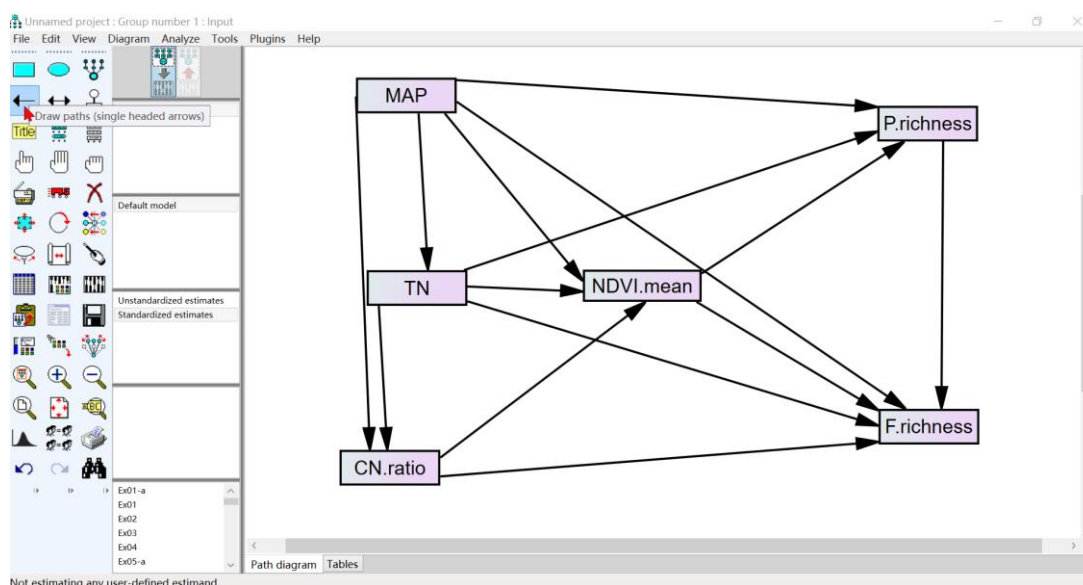 Unnamed project : Group number 1 : Input
File Edit View Diagram Analyze Tools Plugins Help
Draw paths (single headed arrows)
Title
Default model
Unstandardized estimates
Standardized estimates
Ex01-a
Ex01
Ex02
Ex03
Ex04
Ex05-a
MAP
P.richness
TN
NDVI.mean
F.richness
CN.ratio
Path diagram Tables
Not estimating any user-defined estimand.